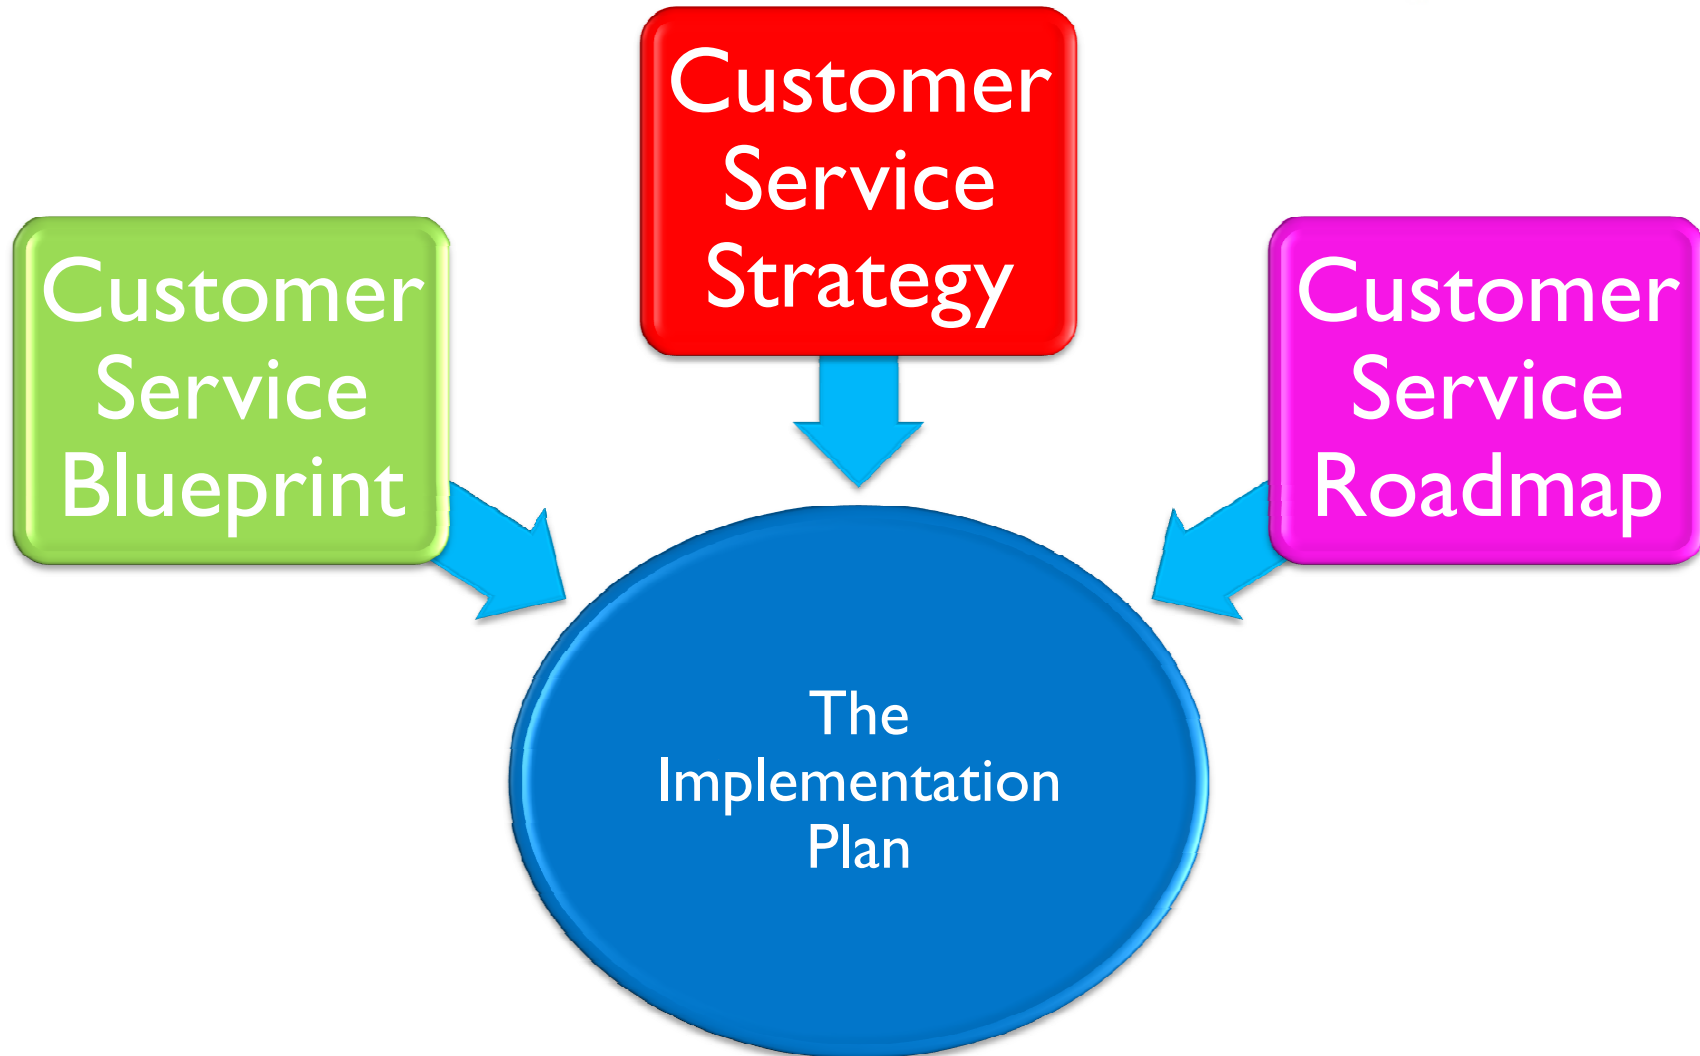 Customer
Service
Strategy
Customer
Service
Blueprint
Customer
Service
Roadmap
The
Implementation
Plan